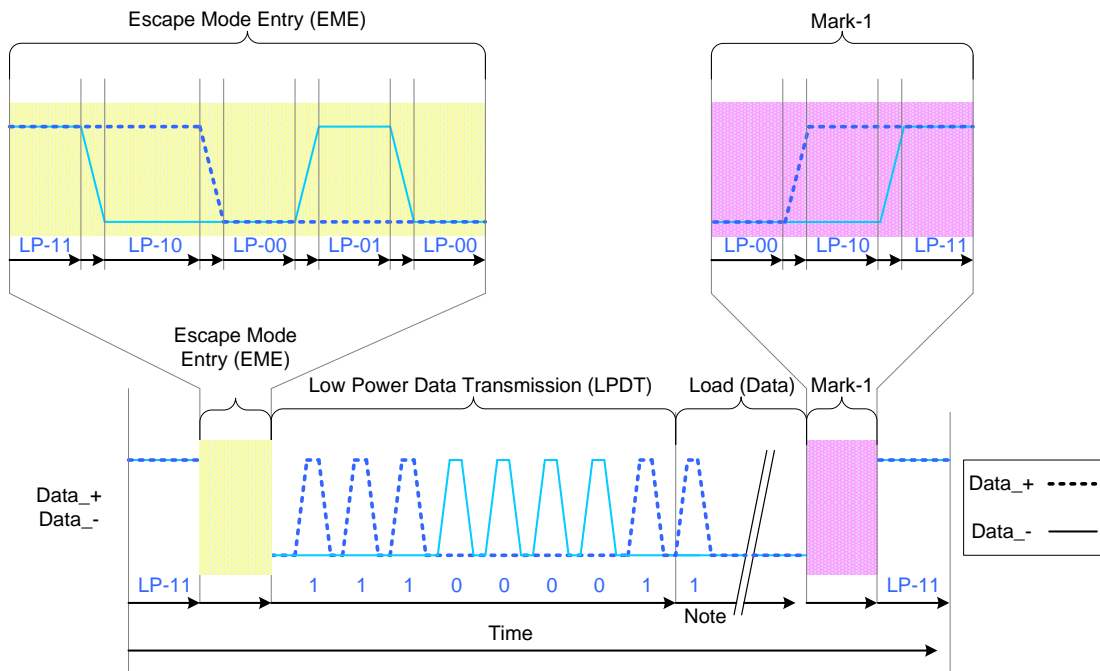 Escape Mode Entry (EME)
Mark-1
LP-11 LP-10 LP-00 LP-01 LP-00
LP-00 LP-10 LP-11
Escape Mode
Entry (EME)
Low Power Data Transmission (LPDT)
Load (Data)
Mark-1
Data_+
Data_-
Data_+
Data_-
LP-11 1 1 1 0 0 0 0 1 1 LP-11
Note
Time